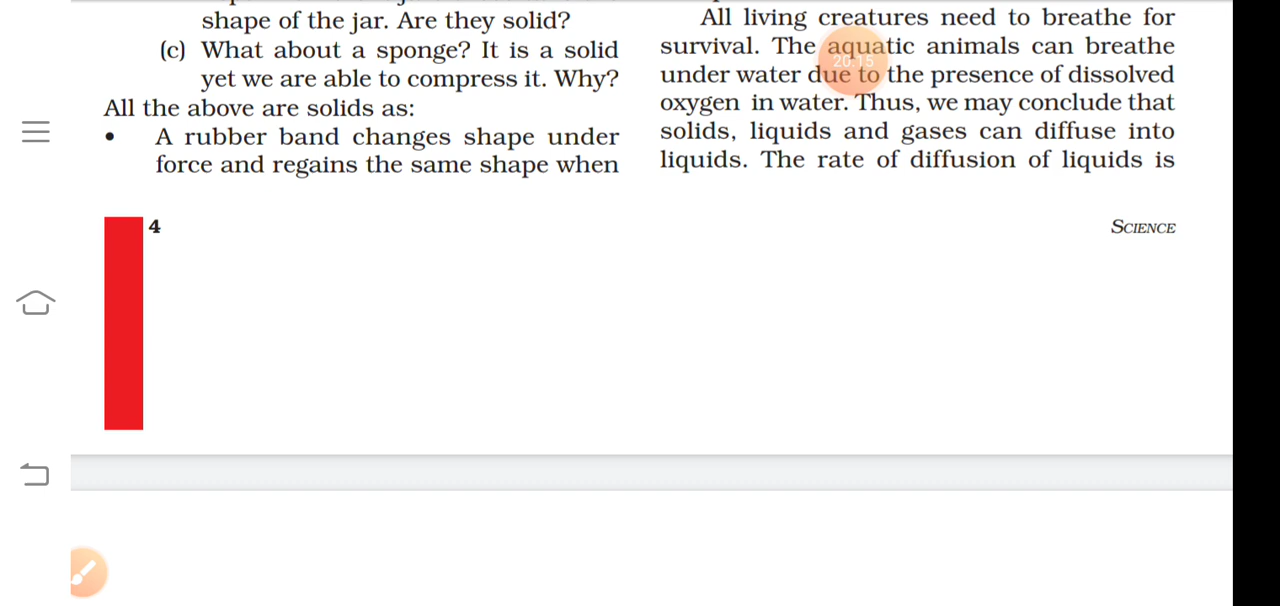 shape of the jar. Are they solid?
(c) What about a sponge? It is a solid
yet we are able to compress it. Why?
All the above are solids as:
• A rubber band changes shape under
force and regains the same shape when
All living creatures need to breathe for
survival. The aquatic animals can breathe
under water due to the presence of dissolved
oxygen in water. Thus, we may conclude that
solids, liquids and gases can diffuse into
liquids. The rate of diffusion of liquids is
20:15
4
SCIENCE